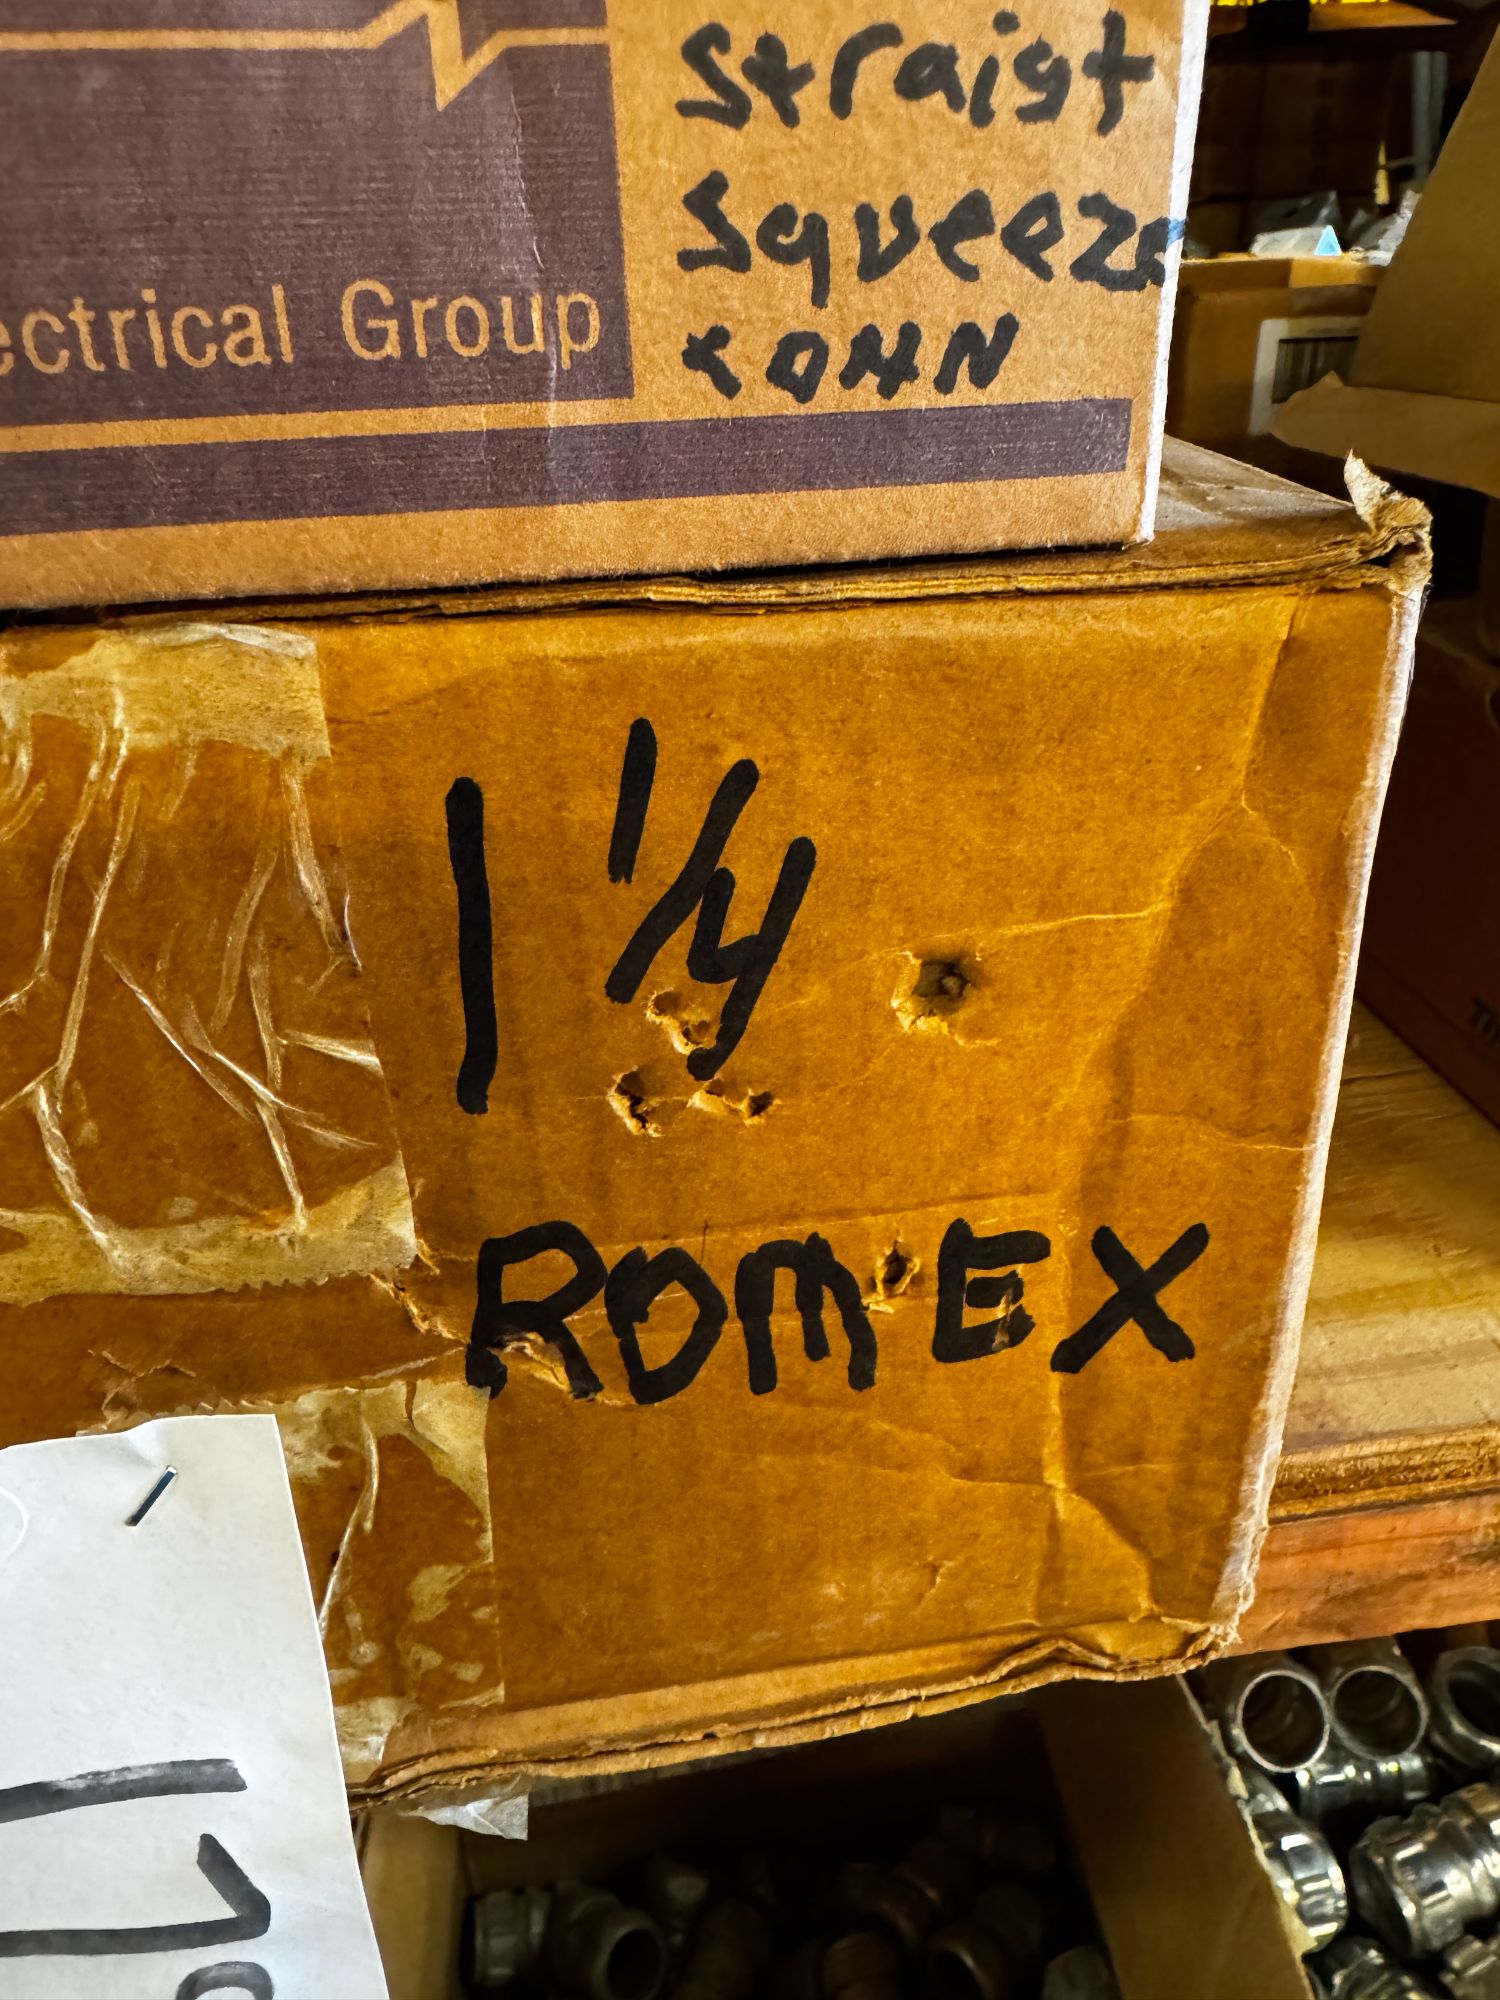 Straigt
Squeeze
CONN
ectrical Group
1 1/4
ROMEX